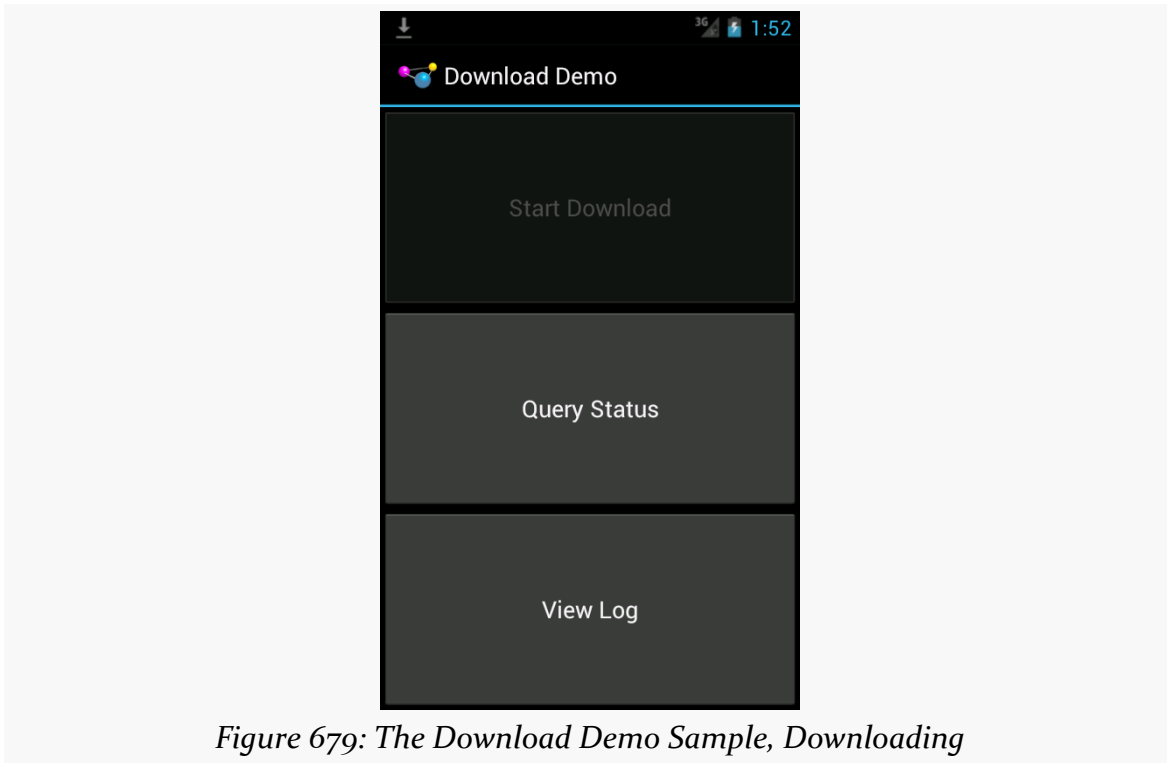 3G 1:52
Download Demo
Start Download
Query Status
View Log
Figure 679: The Download Demo Sample, Downloading